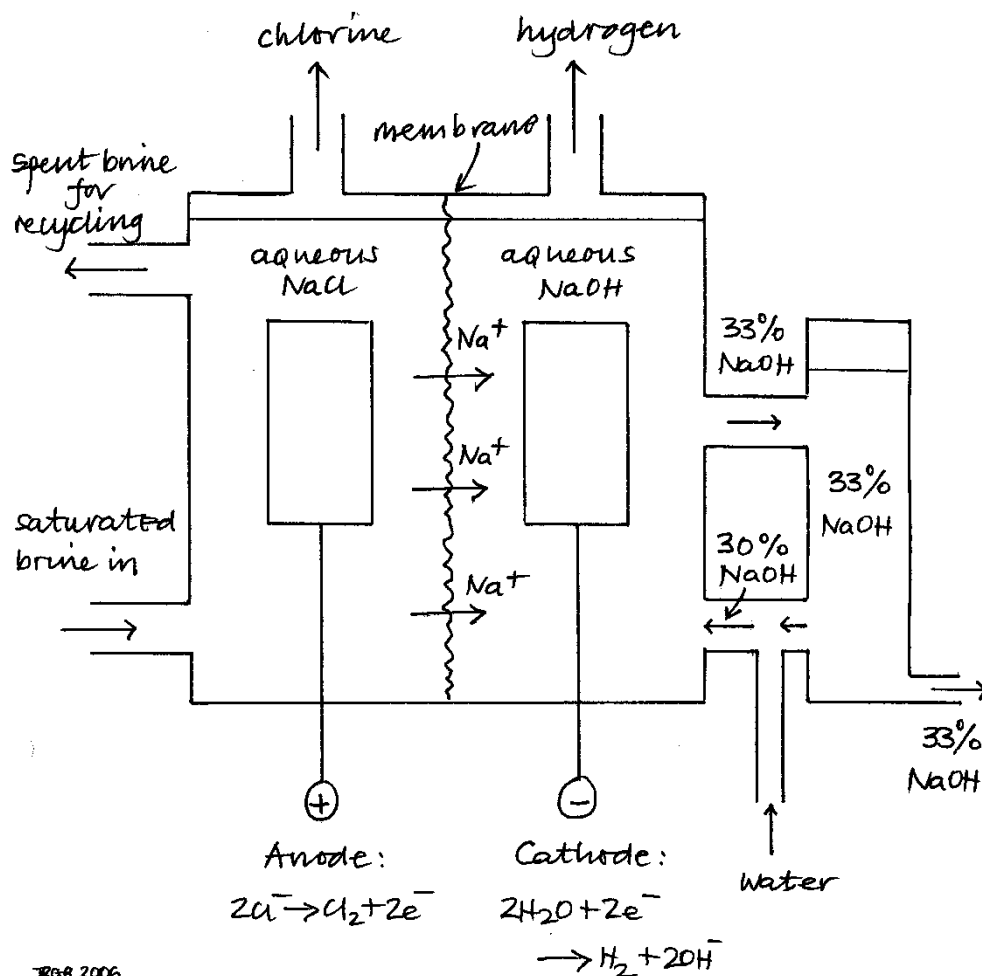 chlorine
hydrogen
membrane
spent brine
for
recycling
aqueous
NaCl
aqueous
NaOH
Na⁺
33%
NaOH
Na⁺
33%
NaOH
saturated
brine in
30%
NaOH
Na⁺
33%
NaOH
+
−
Anode:
2Cl⁻→Cl₂+2e⁻
Cathode:
2H₂O+2e⁻
→H₂+2OH⁻
water
2006